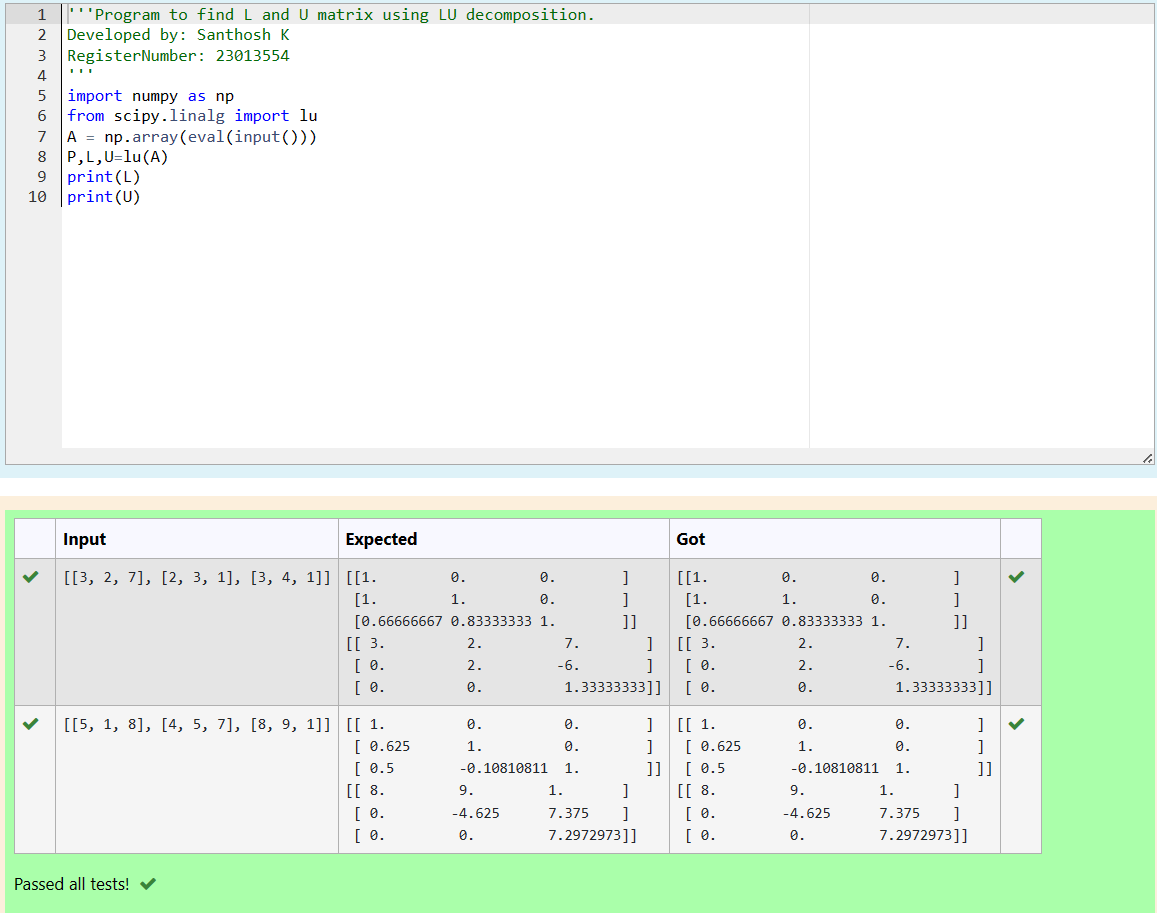 1 '''Program to find L and U matrix using LU decomposition.
2 Developed by: Santhosh K
3 RegisterNumber: 23013554
4 '''
5 import numpy as np
6 from scipy.linalg import lu
7 A = np.array(eval(input()))
8 P,L,U=lu(A)
9 print(L)
10 print(U)
Input Expected Got
[[3, 2, 7], [2, 3, 1], [3, 4, 1]] [[1. 0. 0. ] [[1. 0. 0. ]
[1. 1. 0. ] [1. 1. 0. ]
[0.66666667 0.83333333 1. ]] [0.66666667 0.83333333 1. ]]
[[ 3. 2. 7. ] [[ 3. 2. 7. ]
[ 0. 2. -6. ] [ 0. 2. -6. ]
[ 0. 0. 1.33333333]] [ 0. 0. 1.33333333]]
[[5, 1, 8], [4, 5, 7], [8, 9, 1]] [[ 1. 0. 0. ] [[ 1. 0. 0. ]
[ 0.625 1. 0. ] [ 0.625 1. 0. ]
[ 0.5 -0.10810811 1. ]] [ 0.5 -0.10810811 1. ]]
[[ 8. 9. 1. ] [[ 8. 9. 1. ]
[ 0. -4.625 7.375 ] [ 0. -4.625 7.375 ]
[ 0. 0. 7.2972973]] [ 0. 0. 7.2972973]]
Passed all tests!